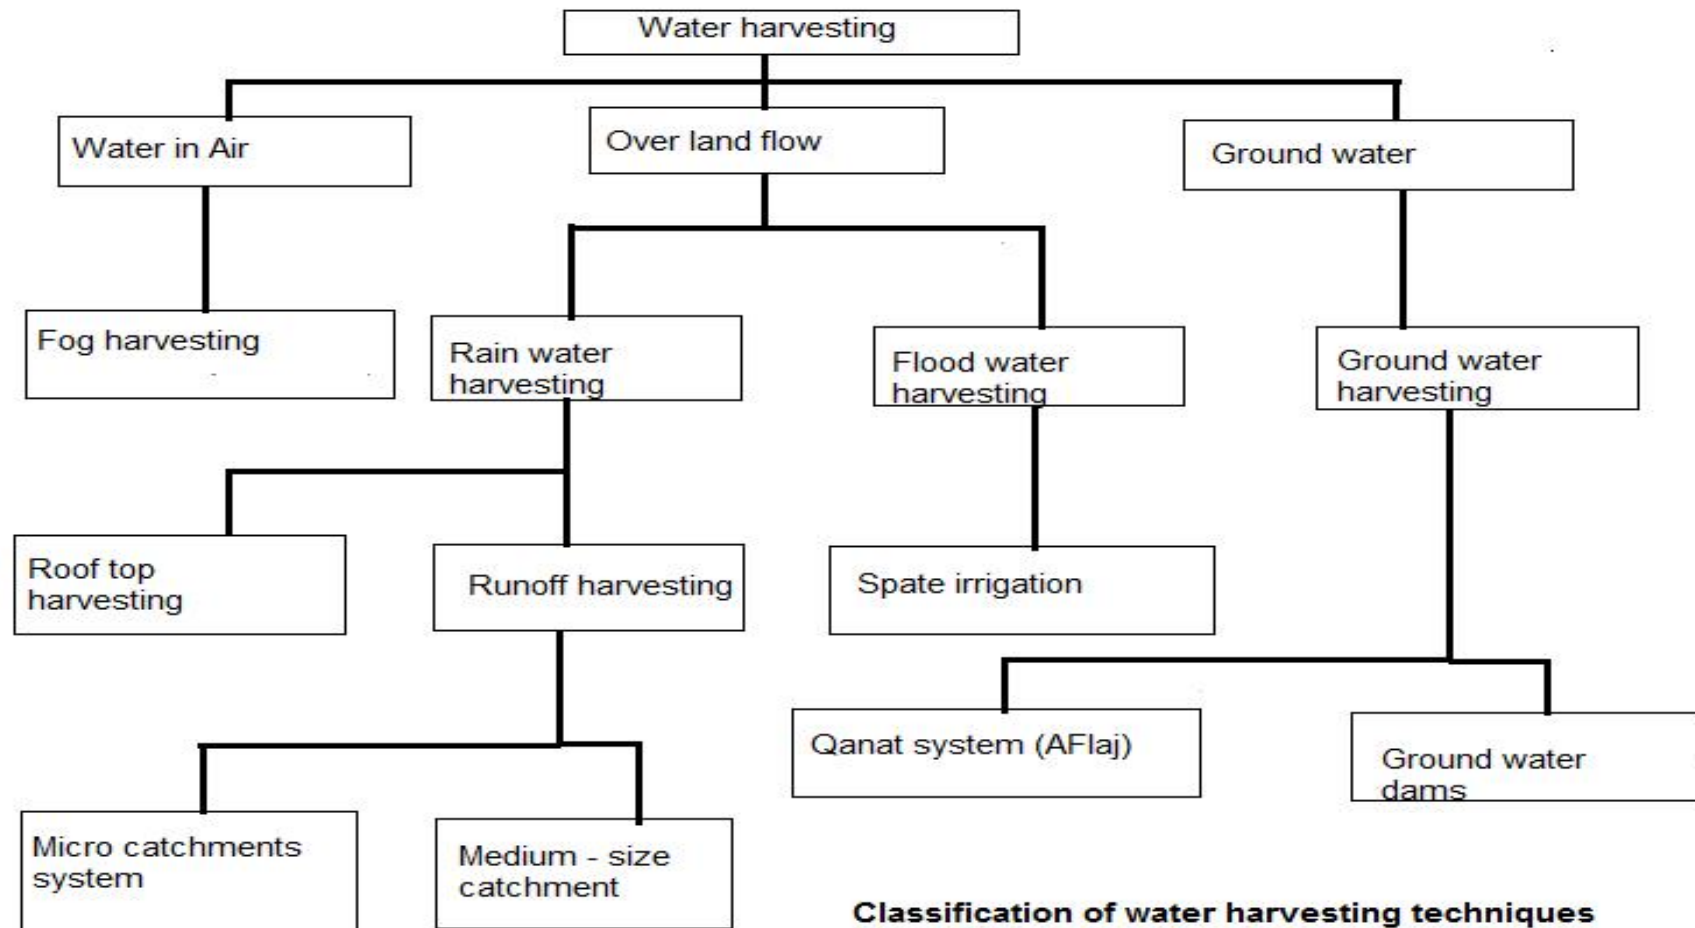 Water harvesting
Water in Air
Over land flow
Ground water
Fog harvesting
Rain water
harvesting
Flood water
harvesting
Ground water
harvesting
Roof top
harvesting
Runoff harvesting
Spate irrigation
Qanat system (AFlaj)
Ground water
dams
Micro catchments
system
Medium - size
catchment
Classification of water harvesting techniques